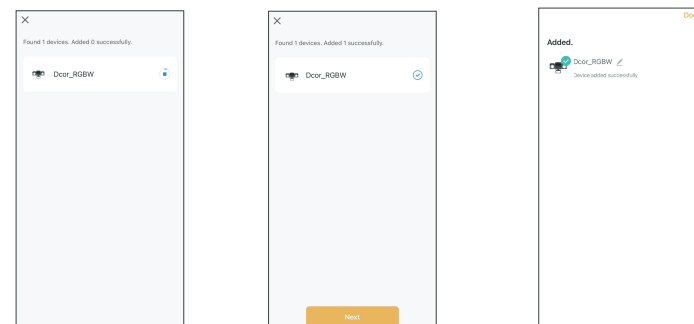 Found 1 devices. Added 0 successfully.
Dcor_RGBW
Found 1 devices. Added 1 successfully.
Dcor_RGBW
Next
Added.
Dcor_RGBW
Device added successfully